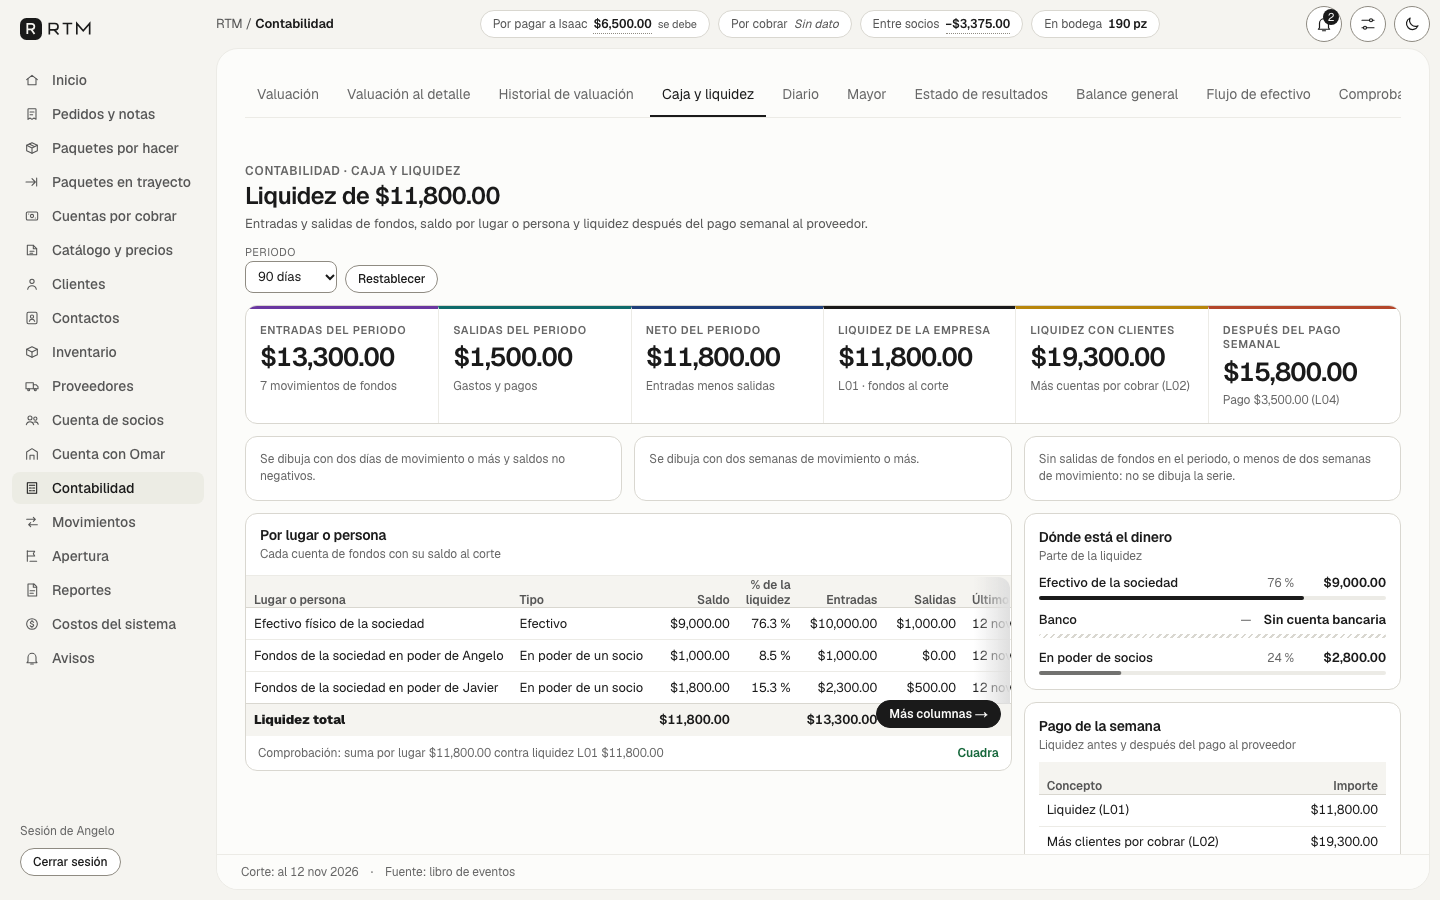 R RTM
RTM / Contabilidad
Por pagar a Isaac $6,500.00 se debe
Por cobrar Sin dato
Entre socios −$3,375.00
En bodega 190 pz
2
Inicio
Pedidos y notas
Paquetes por hacer
Paquetes en trayecto
Cuentas por cobrar
Catálogo y precios
Clientes
Contactos
Inventario
Proveedores
Cuenta de socios
Cuenta con Omar
Contabilidad
Movimientos
Apertura
Reportes
Costos del sistema
Avisos
Sesión de Angelo
Cerrar sesión
Valuación Valuación al detalle Historial de valuación Caja y liquidez Diario Mayor Estado de resultados Balance general Flujo de efectivo Comproba
CONTABILIDAD · CAJA Y LIQUIDEZ
Liquidez de $11,800.00
Entradas y salidas de fondos, saldo por lugar o persona y liquidez después del pago semanal al proveedor.
PERIODO
90 días Restablecer
ENTRADAS DEL PERIODO
$13,300.00
7 movimientos de fondos
SALIDAS DEL PERIODO
$1,500.00
Gastos y pagos
NETO DEL PERIODO
$11,800.00
Entradas menos salidas
LIQUIDEZ DE LA EMPRESA
$11,800.00
L01 · fondos al corte
LIQUIDEZ CON CLIENTES
$19,300.00
Más cuentas por cobrar (L02)
DESPUÉS DEL PAGO
SEMANAL
$15,800.00
Pago $3,500.00 (L04)
Se dibuja con dos días de movimiento o más y saldos no
negativos.
Se dibuja con dos semanas de movimiento o más.
Sin salidas de fondos en el periodo, o menos de dos semanas
de movimiento: no se dibuja la serie.
Por lugar o persona
Cada cuenta de fondos con su saldo al corte
Lugar o persona Tipo Saldo % de la liquidez Entradas Salidas Último
Efectivo físico de la sociedad Efectivo $9,000.00 76.3 % $10,000.00 $1,000.00 12 nov
Fondos de la sociedad en poder de Angelo En poder de un socio $1,000.00 8.5 % $1,000.00 $0.00 12 nov
Fondos de la sociedad en poder de Javier En poder de un socio $1,800.00 15.3 % $2,300.00 $500.00 12 nov
Liquidez total $11,800.00 $13,300.00
Más columnas →
Comprobación: suma por lugar $11,800.00 contra liquidez L01 $11,800.00 Cuadra
Dónde está el dinero
Parte de la liquidez
Efectivo de la sociedad 76 % $9,000.00
Banco — Sin cuenta bancaria
En poder de socios 24 % $2,800.00
Pago de la semana
Liquidez antes y después del pago al proveedor
Concepto Importe
Liquidez (L01) $11,800.00
Más clientes por cobrar (L02) $19,300.00
Corte: al 12 nov 2026 · Fuente: libro de eventos